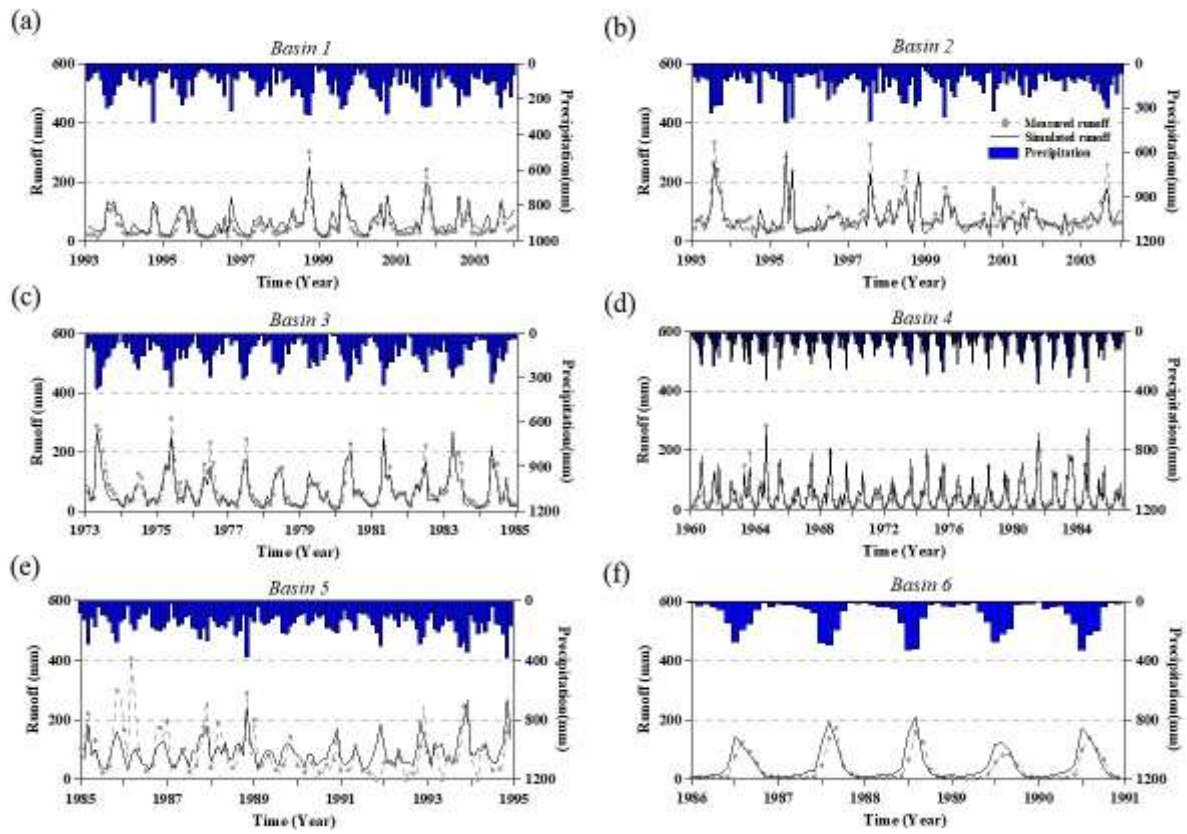 (a)
Basin 1
600
400
200
0
Runoff (mm)
0
200
400
600
800
1000
Precipitation(mm)
1993 1995 1997 1999 2001 2003
Time (Year)
(b)
Basin 2
600
400
200
0
Runoff (mm)
0
300
600
900
1200
Precipitation(mm)
Measured runoff
Simulated runoff
Precipitation
1993 1995 1997 1999 2001 2003
Time (Year)
(c)
Basin 3
600
400
200
0
Runoff (mm)
0
300
600
900
1200
Precipitation(mm)
1973 1975 1977 1979 1981 1983 1985
Time (Year)
(d)
Basin 4
600
400
200
0
Runoff (mm)
0
400
800
1200
Precipitation(mm)
1960 1964 1968 1972 1976 1980 1984
Time (Year)
(e)
Basin 5
600
400
200
0
Runoff (mm)
0
400
800
1200
Precipitation(mm)
1985 1987 1989 1991 1993 1995
Time (Year)
(f)
Basin 6
600
400
200
0
Runoff (mm)
0
400
800
1200
Precipitation(mm)
1986 1987 1988 1989 1990 1991
Time (Year)